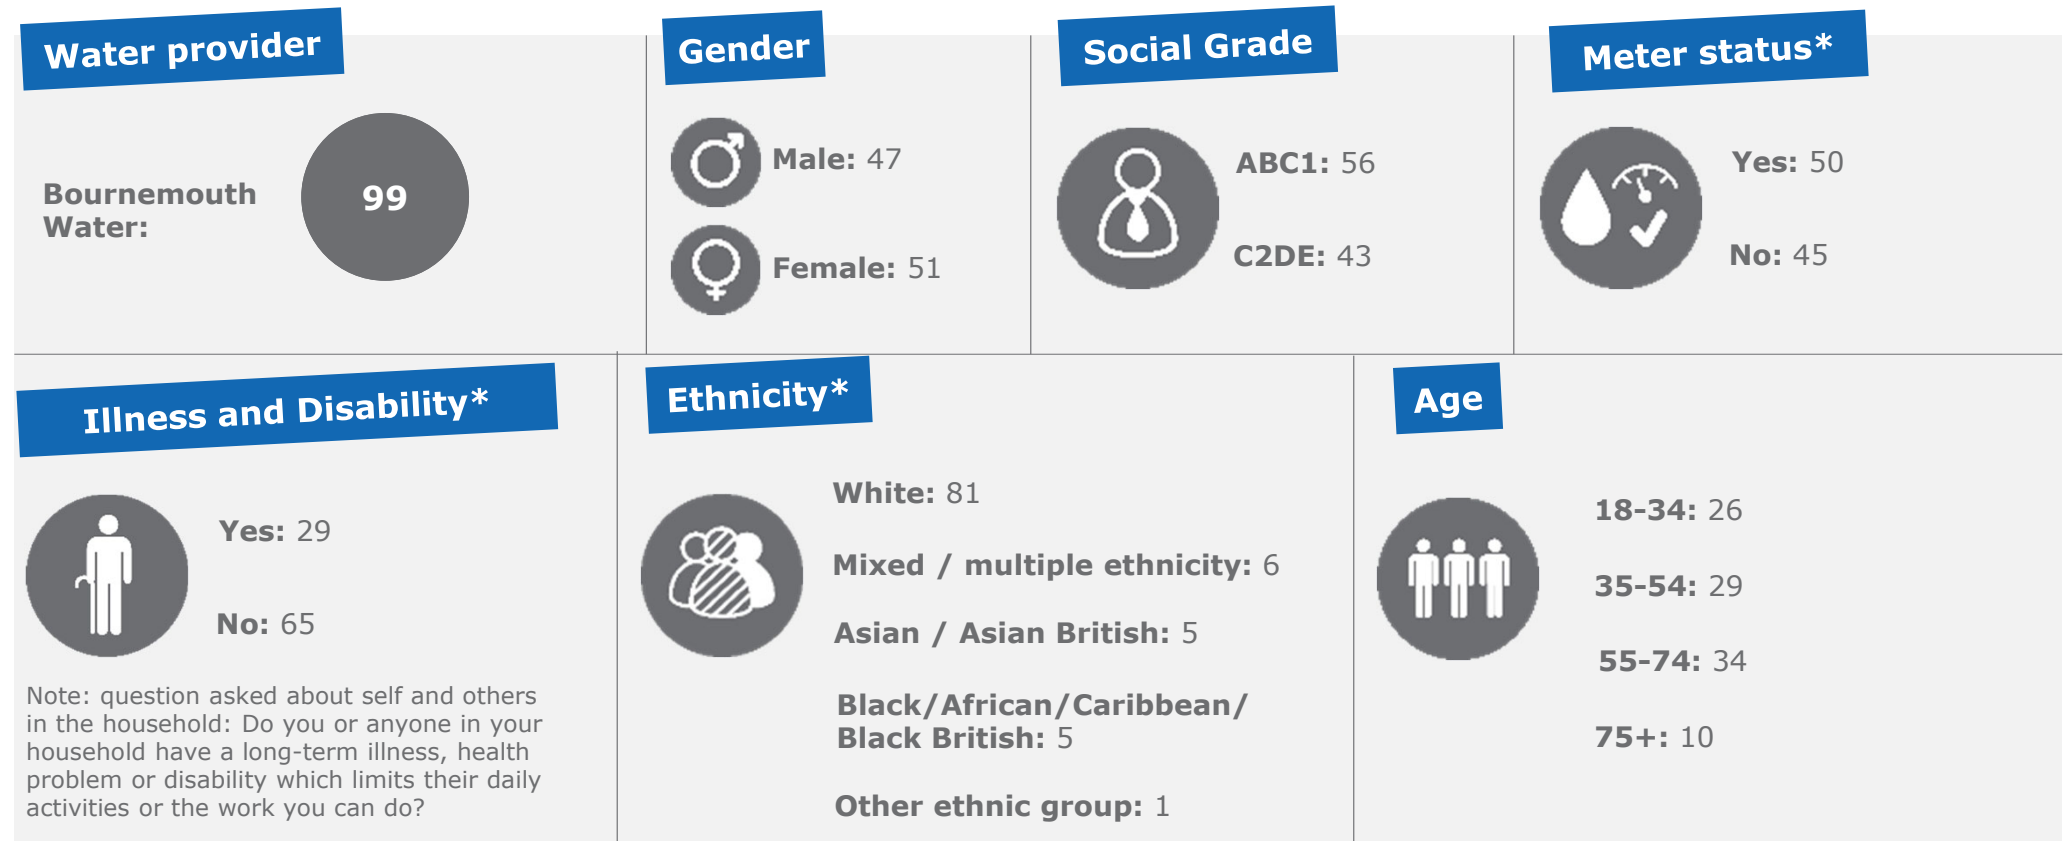 Water provider
Bournemouth
Water:
99
Gender
Male: 47
Female: 51
Social Grade
ABC1: 56
C2DE: 43
Meter status*
Yes: 50
No: 45
Illness and Disability*
Yes: 29
No: 65
Note: question asked about self and others
in the household: Do you or anyone in your
household have a long-term illness, health
problem or disability which limits their daily
activities or the work you can do?
Ethnicity*
White: 81
Mixed / multiple ethnicity: 6
Asian / Asian British: 5
Black/African/Caribbean/
Black British: 5
Other ethnic group: 1
Age
18-34: 26
35-54: 29
55-74: 34
75+: 10